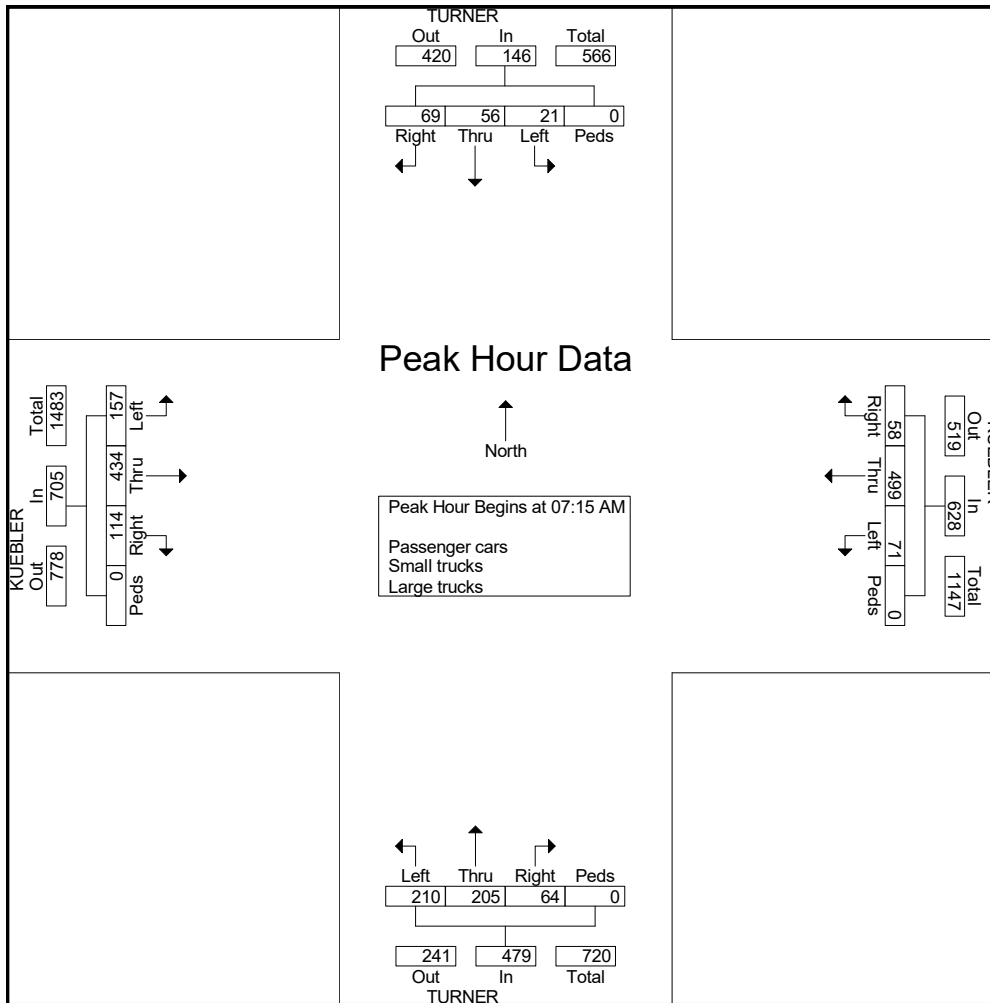 TURNER
Out In Total
420 146 566
69 56 21 0
Right Thru Left Peds
Peak Hour Data
North
Peak Hour Begins at 07:15 AM
Passenger cars
Small trucks
Large trucks
KUEBLER
Out In Total
778 705 1483
0 114 434 157
Peds Right Thru Left
Out In Total
519 628 1147
58 499 71 0
Right Thru Left Peds
Left Thru Right Peds
210 205 64 0
241 479 720
Out In Total
TURNER